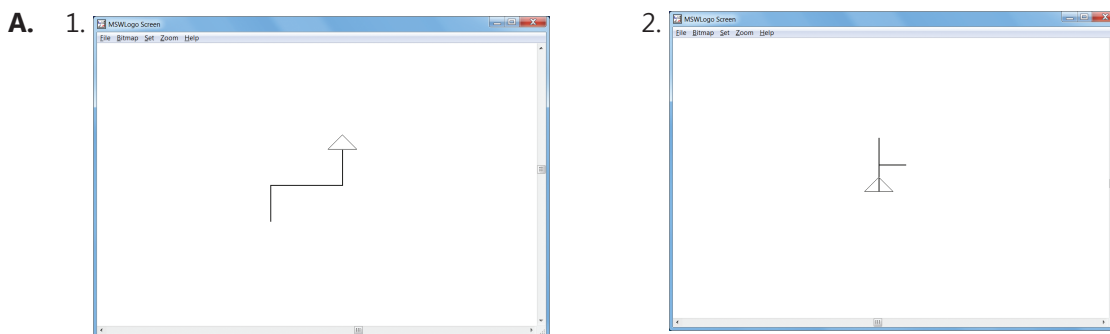 A. 1. MSWLogo Screen
File Bitmap Set Zoom Help
2. MSWLogo Screen
File Bitmap Set Zoom Help